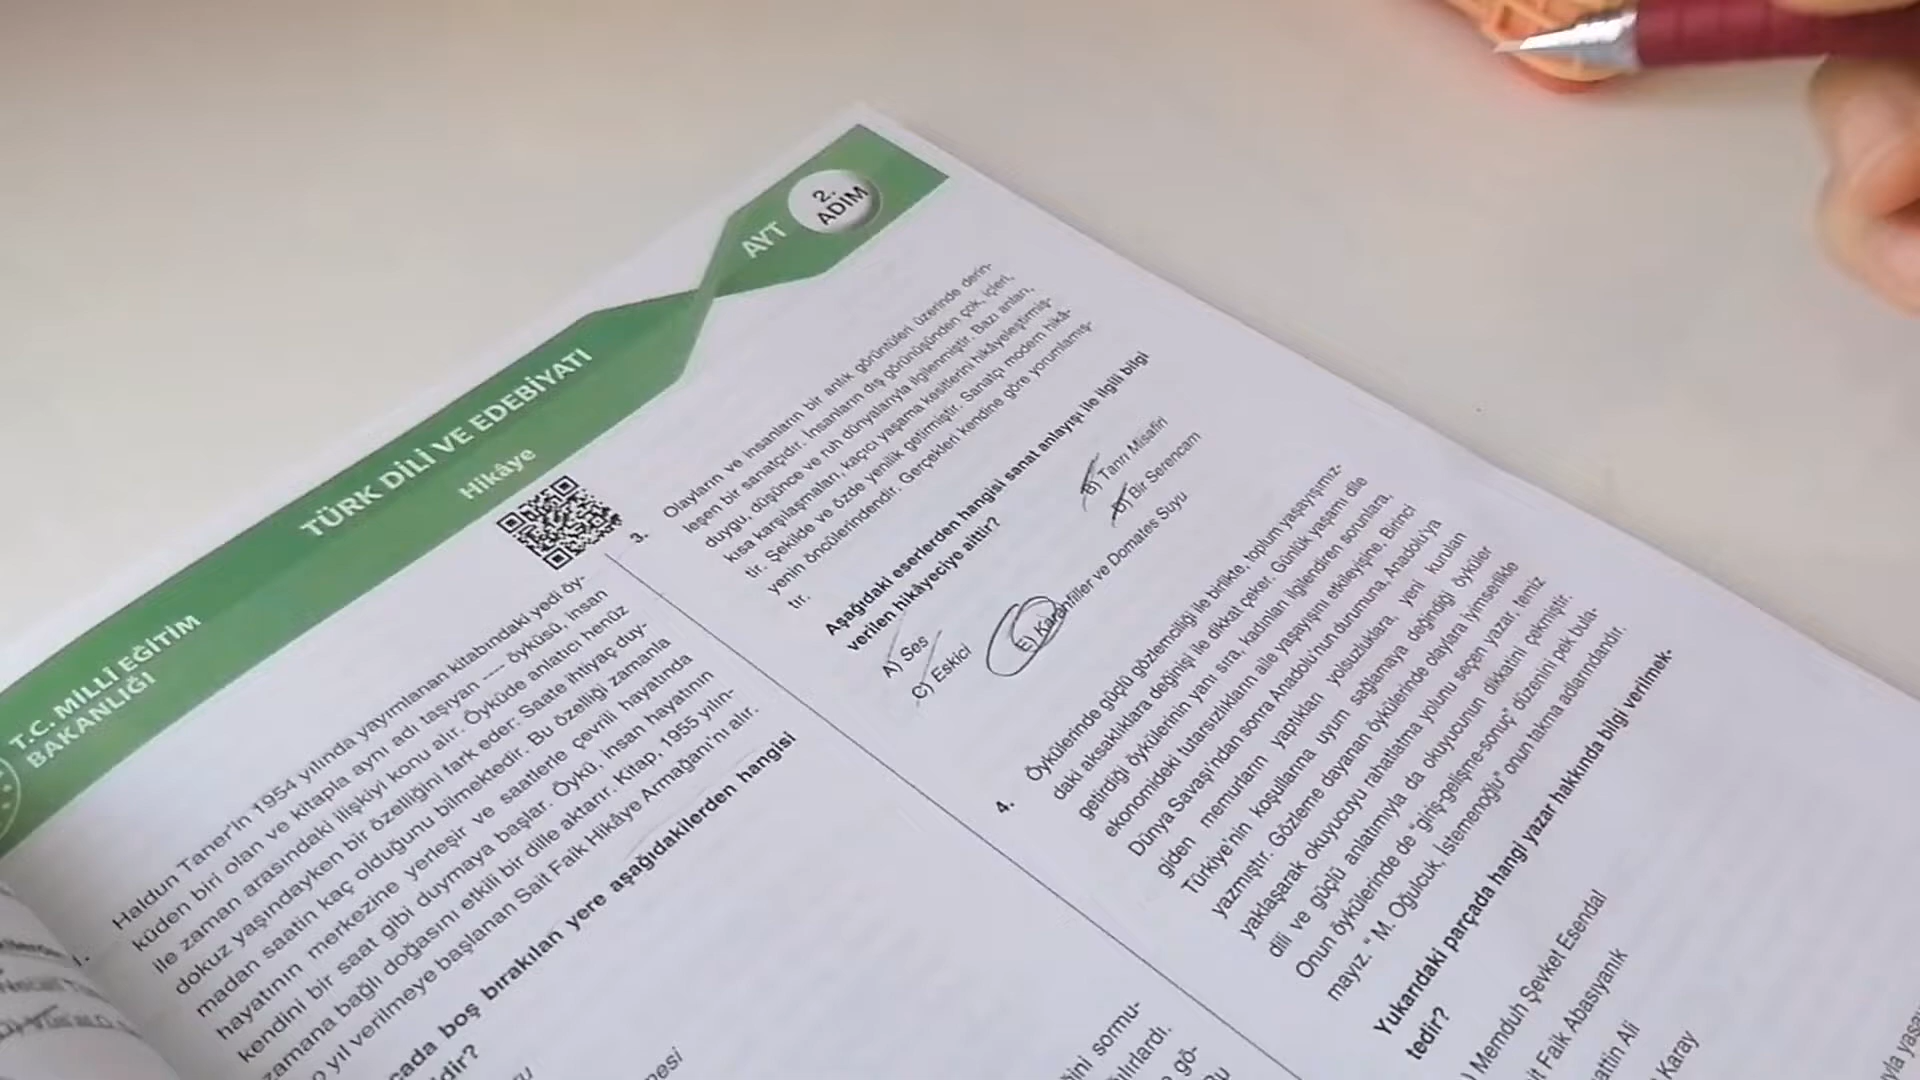 T.C. MİLLİ EĞİTİM
BAKANLIĞI
TÜRK DİLİ VE EDEBİYATI
Hikâye
AYT
2.
ADIM
1.
Haldun Taner'in 1954 yılında yayımlanan kitabındaki yedi öy-
küden biri olan ve kitapla aynı adı taşıyan ---- öyküsü, insan
ile zaman arasındaki ilişkiyi konu alır. Öyküde anlatıcı henüz
dokuz yaşındayken bir özelliğini fark eder: Saate ihtiyaç duy-
madan saatin kaç olduğunu bilmektedir. Bu özelliği zamanla
hayatının merkezine yerleşir ve saatlerle çevrili hayatında
kendini bir saat gibi duymaya başlar. Öykü, insan hayatının
zamana bağlı doğasını etkili bir dille aktarır. Kitap, 1955 yılın-
o yıl verilmeye başlanan Sait Faik Hikâye Armağanı'nı alır.
cada boş bırakılan yere aşağıdakilerden hangisi
dir?
nesi
3.
Olayların ve insanların bir anlık görüntüleri üzerinde derin-
leşen bir sanatçıdır. İnsanların dış görünüşünden çok, içleri,
duygu, düşünce ve ruh dünyalarıyla ilgilenmiştir. Bazı anları,
kısa karşılaşmaları, kaçıcı yaşama kesitlerini hikâyeleştirmiş-
tir. Şekilde ve özde yenilik getirmiştir. Sanatçı modern hikâ-
yenin öncülerindendir. Gerçekleri kendine göre yorumlamış-
tır.
Aşağıdaki eserlerden hangisi sanat anlayışı ile ilgili bilgi
verilen hikâyeciye aittir?
A) Ses
B) Tanrı Misafiri
C) Eskici
D) Bir Serencam
E) Karanfiller ve Domates Suyu
4.
Öykülerinde güçlü gözlemciliği ile birlikte, toplum yaşayışımız-
daki aksaklıklara değinişi ile dikkat çeker. Günlük yaşamı dile
getirdiği öykülerinin yanı sıra, kadınları ilgilendiren sorunlara,
ekonomideki tutarsızlıkların aile yaşayışını etkileyişine, Birinci
Dünya Savaşı'ndan sonra Anadolu'nun durumuna, Anadolu'ya
giden memurların yaptıkları yolsuzluklara, yeni kurulan
Türkiye'nin koşullarına uyum sağlamaya değindiği öyküler
yazmıştır. Gözleme dayanan öykülerinde olaylara iyimserlikle
yaklaşarak okuyucuyu rahatlatma yolunu seçen yazar, temiz
dili ve güçlü anlatımıyla da okuyucunun dikkatini çekmiştir.
Onun öykülerinde de “giriş-gelişme-sonuç” düzenini pek bula-
mayız. “ M. Oğulcuk, İstemenoğlu” onun takma adlarındandır.
Yukarıdaki parçada hangi yazar hakkında bilgi verilmek-
tedir?
) Memduh Şevket Esendal
it Faik Abasıyanık
attin Ali
Karay
ini sormu-
lırlardı.
e gö-